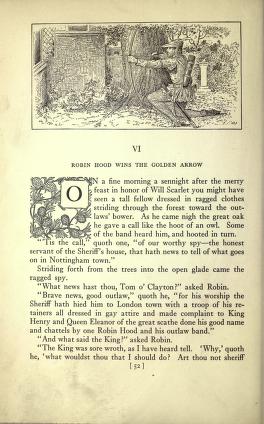 VI
ROBIN HOOD WINS THE GOLDEN ARROW
ON a fine morning a sennight after the merry
feast in honor of Will Scarlet you might have
seen a tall fellow dressed in ragged clothes
striding through the forest toward the out-
laws' bower. As he came nigh the great oak
he gave a call like the hoot of an owl. Some
of the band heard him, and hooted in turn.
"'Tis the call," quoth one, "of our worthy spy—the honest
servant of the Sheriff's house, that hath news to tell of what goes
on in Nottingham town."
Striding forth from the trees into the open glade came the
ragged spy.
"What news hast thou, Tom o' Clayton?" asked Robin.
"Brave news, good outlaw," quoth he, "for his worship the
Sheriff hath hied him to London town with a troop of his re-
tainers all dressed in gay attire and made complaint to King
Henry and Queen Eleanor of the great scathe done his good name
and chattels by one Robin Hood and his outlaw band."
"And what said the King?" asked Robin.
"The King was sore wroth, as I have heard tell. 'Why,' quoth
he, 'what wouldst thou that I should do? Art thou not sheriff
[ 52 ]